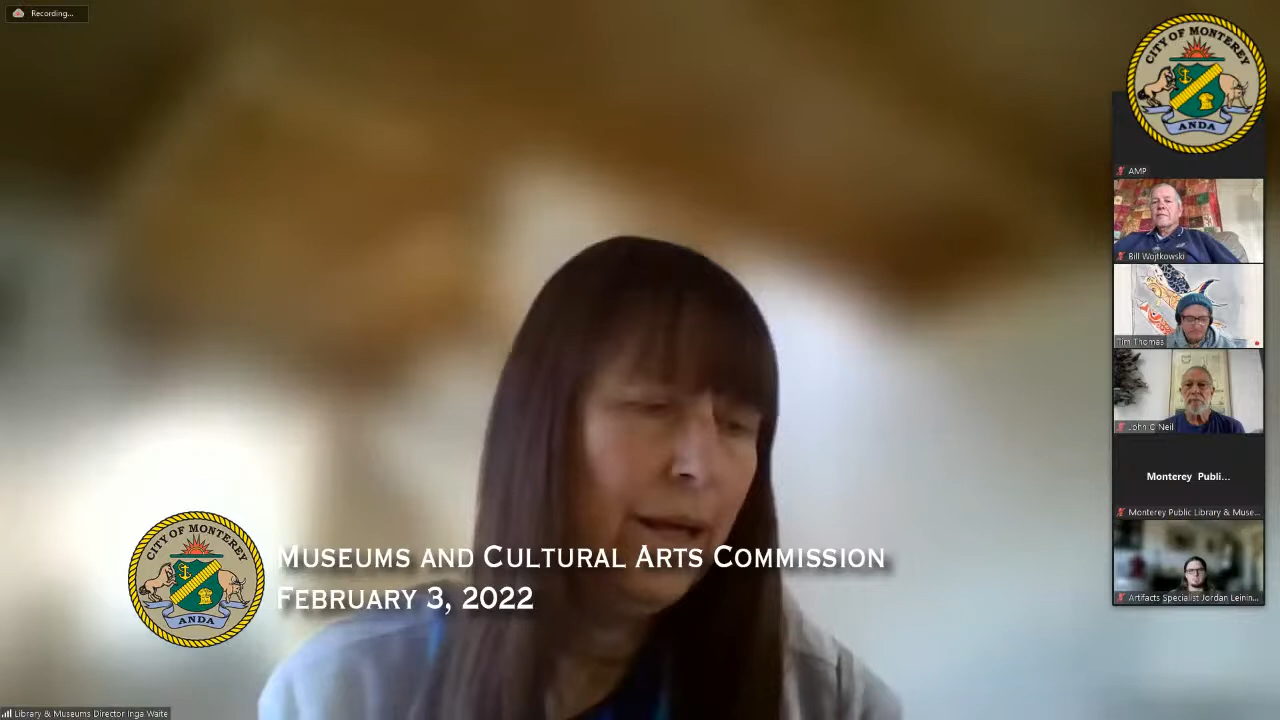 Recording...
CITY OF MONTEREY
ANDA
AMP
Bill Wojtkowski
Tim Thomas
John O Neil
Monterey Publi...
Monterey Public Library & Muse...
Artifacts Specialist Jordan Leinin...
CITY OF MONTEREY
ANDA
MUSEUMS AND CULTURAL ARTS COMMISSION
FEBRUARY 3, 2022
Library & Museums Director Inga Waite